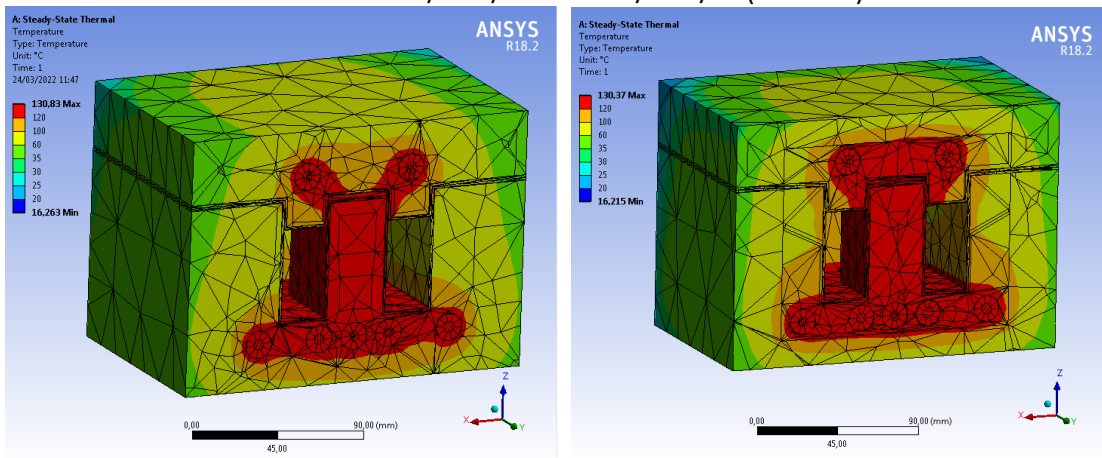 A: Steady-State Thermal
Temperature
Type: Temperature
Unit: °C
Time: 1
24/03/2022 11:47
130,83 Max
120
100
60
35
30
25
20
16,263 Min
ANSYS
R18.2
Z
X
Y
0,00
90,00 (mm)
45,00
A: Steady-State Thermal
Temperature
Type: Temperature
Unit: °C
Time: 1
130,37 Max
120
100
60
35
30
25
20
16,215 Min
ANSYS
R18.2
Z
X
Y
0,00
90,00 (mm)
45,00